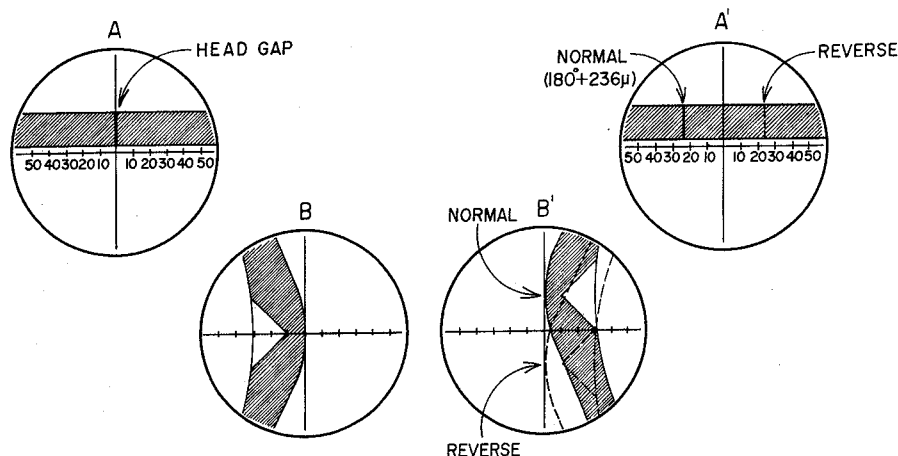 A
HEAD GAP
50 40 30 20 10 10 20 30 40 50
A'
NORMAL
(180°+236μ)
REVERSE
50 40 30 20 10 10 20 30 40 50
B
B'
NORMAL
REVERSE